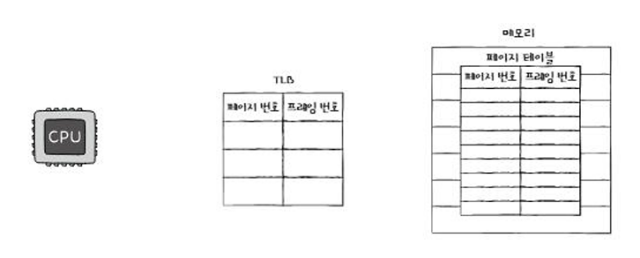 메모리
페이지 테이블
TLB
페이지 번호 프레임 번호
페이지 번호 프레임 번호
CPU